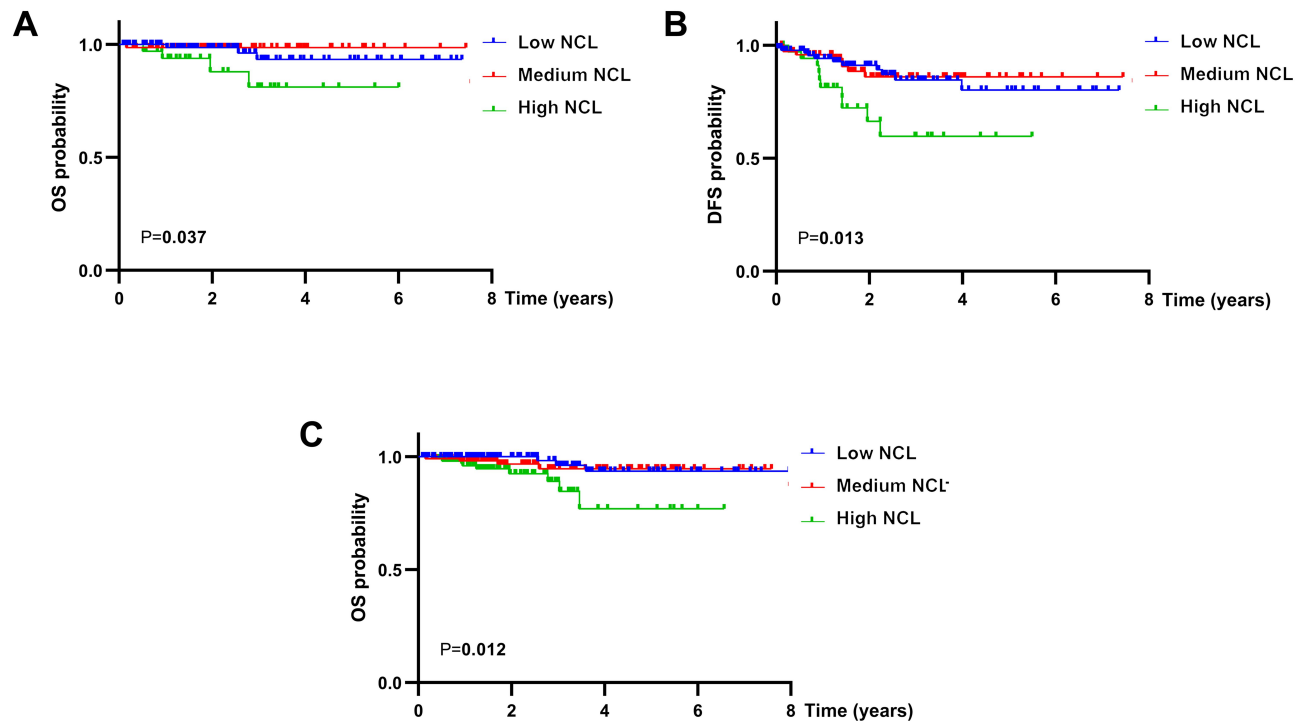 A
OS probability
1.0
0.5
0.0
0 2 4 6 8 Time (years)
P=0.037
Low NCL
Medium NCL
High NCL
B
DFS probability
1.0
0.5
0.0
0 2 4 6 8 Time (years)
P=0.013
Low NCL
Medium NCL
High NCL
C
OS probability
1.0
0.5
0.0
0 2 4 6 8 Time (years)
P=0.012
Low NCL
Medium NCL
High NCL